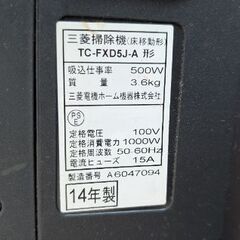 三菱掃除機(床移動形)
TC-FXD5J-A 形
吸込仕事率 500W
質量 3.6kg
三菱電機ホーム機器株式会社
PS
E
定格電圧 100V
定格消費電力 1000W
定格周波数 50-60Hz
電流ヒューズ 15A
製造番号 A6047094
14年製